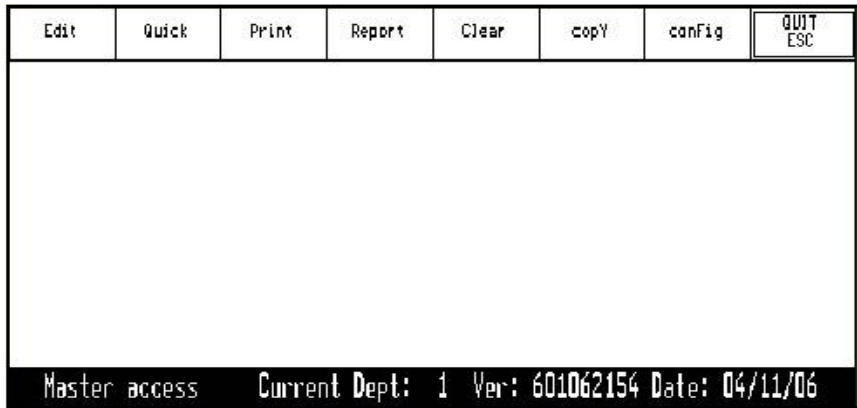 Edit Quick Print Report Clear copY conFig QUIT
ESC
Master access Current Dept: 1 Ver: 601062154 Date: 04/11/06